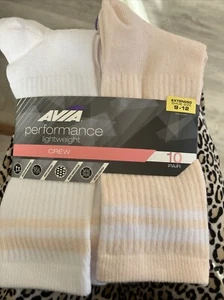 AVIA
performance
lightweight
CREW
EXTENDED
9-12
10
PAIR